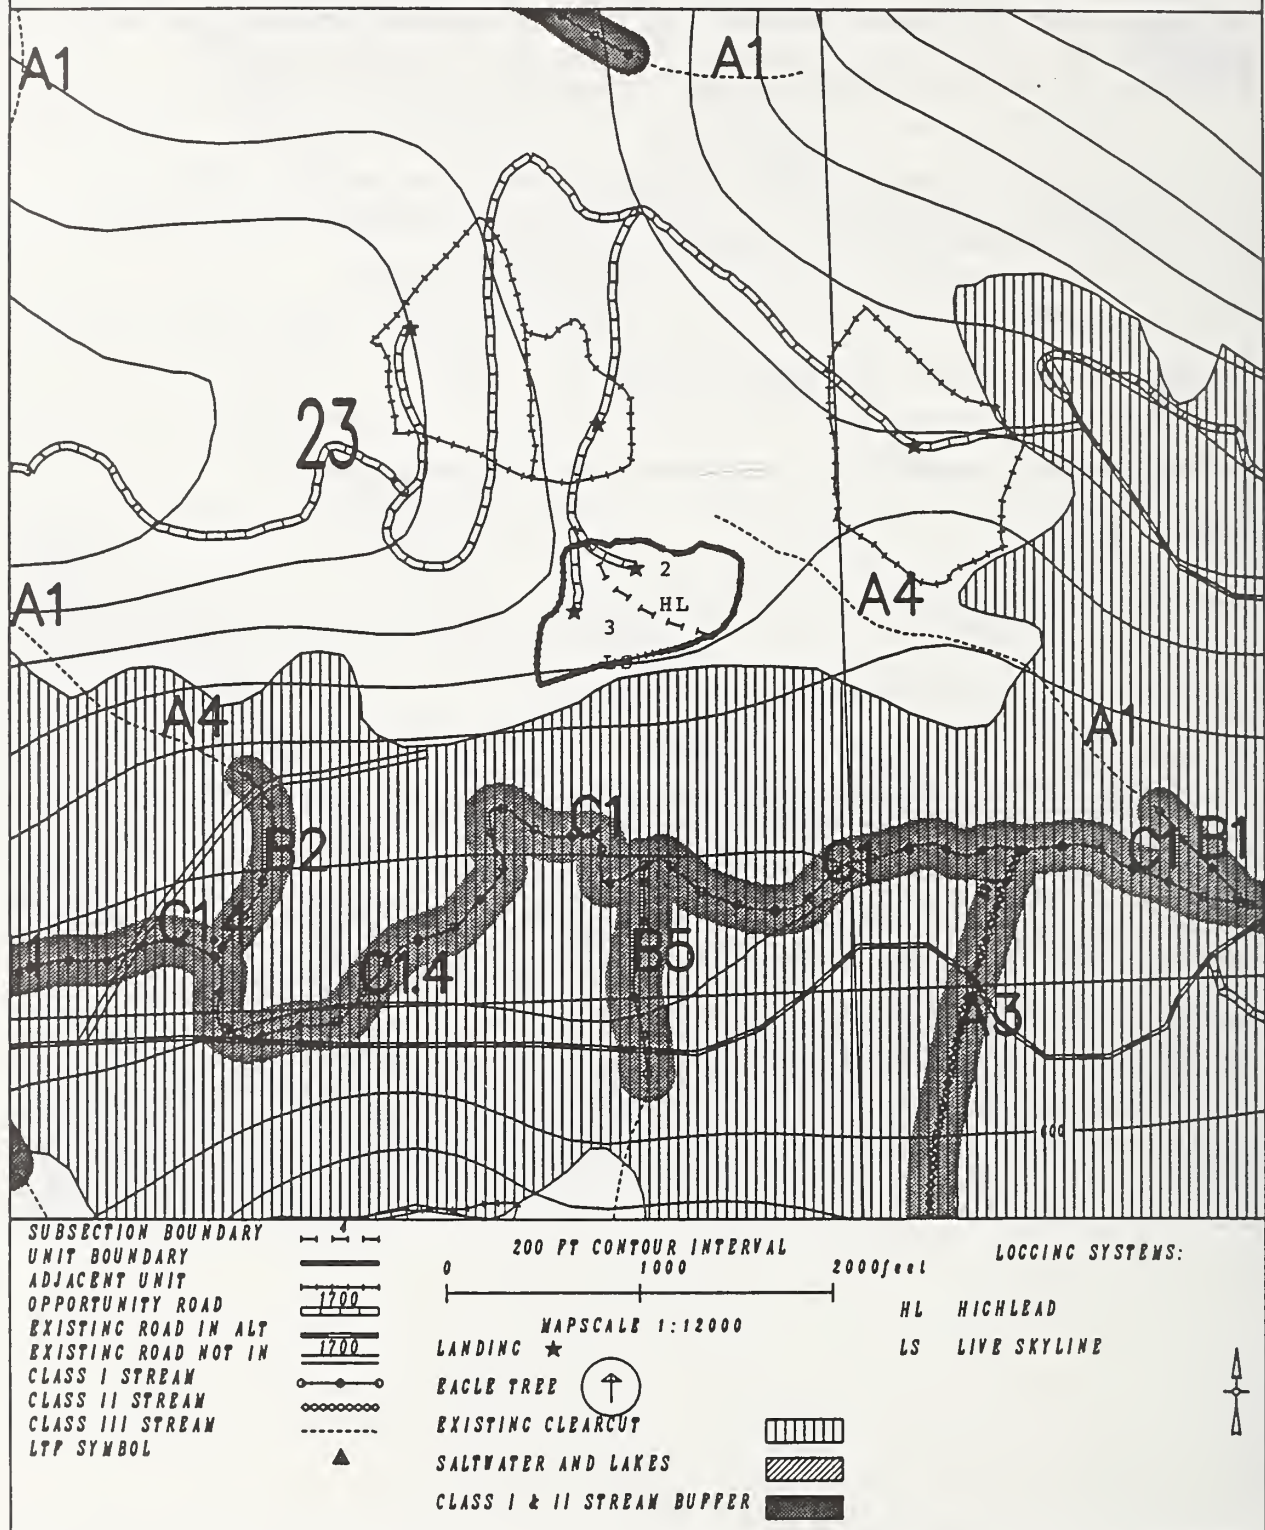 A1
A1
23
2
HL
3
LS
A1
A4
A4
A1
B2
C1
C1
C1
B1
C1.4
C1.4
B5
A3
600
SUBSECTION BOUNDARY
4
UNIT BOUNDARY
ADJACENT UNIT
OPPORTUNITY ROAD
1700
EXISTING ROAD IN ALT
EXISTING ROAD NOT IN
1700
CLASS I STREAM
CLASS II STREAM
CLASS III STREAM
LTF SYMBOL
200 FT CONTOUR INTERVAL
0 1000 2000feet
MAPSCALE 1:12000
LANDING
EAGLE TREE
EXISTING CLEARCUT
SALTWATER AND LAKES
CLASS I & II STREAM BUFFER
LOGGING SYSTEMS:
HL HIGHLEAD
LS LIVE SKYLINE